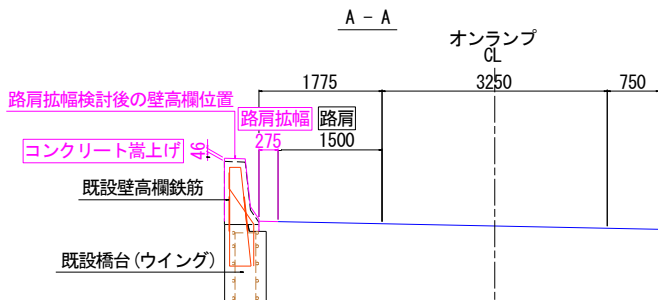 A - A
オンランプ
CL
1775
3250
750
路肩拡幅検討後の壁高欄位置
路肩拡幅
路肩
275
1500
コンクリート嵩上げ
46
既設壁高欄鉄筋
既設橋台(ウイング)